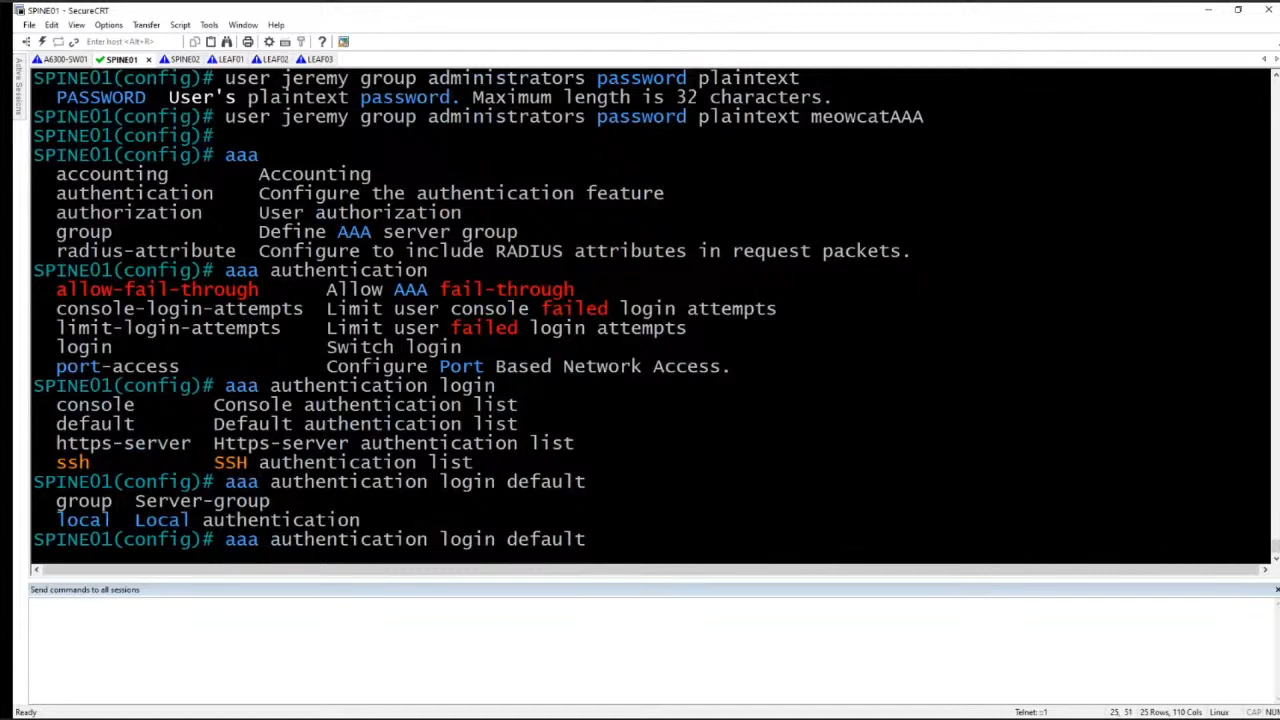 SPINE01 - SecureCRT
File Edit View Options Transfer Script Tools Window Help
Enter host <Alt+R>
A6300-SW01 SPINE01 SPINE02 LEAF01 LEAF02 LEAF03
Active Sessions
SPINE01(config)# user jeremy group administrators password plaintext
PASSWORD User's plaintext password. Maximum length is 32 characters.
SPINE01(config)# user jeremy group administrators password plaintext meowcatAAA
SPINE01(config)#
SPINE01(config)# aaa
accounting Accounting
authentication Configure the authentication feature
authorization User authorization
group Define AAA server group
radius-attribute Configure to include RADIUS attributes in request packets.
SPINE01(config)# aaa authentication
allow-fail-through Allow AAA fail-through
console-login-attempts Limit user console failed login attempts
limit-login-attempts Limit user failed login attempts
login Switch login
port-access Configure Port Based Network Access.
SPINE01(config)# aaa authentication login
console Console authentication list
default Default authentication list
https-server Https-server authentication list
ssh SSH authentication list
SPINE01(config)# aaa authentication login default
group Server-group
local Local authentication
SPINE01(config)# aaa authentication login default
Send commands to all sessions
Ready Telnet: ::1 25, 51 25 Rows, 110 Cols Linux CAP NUM